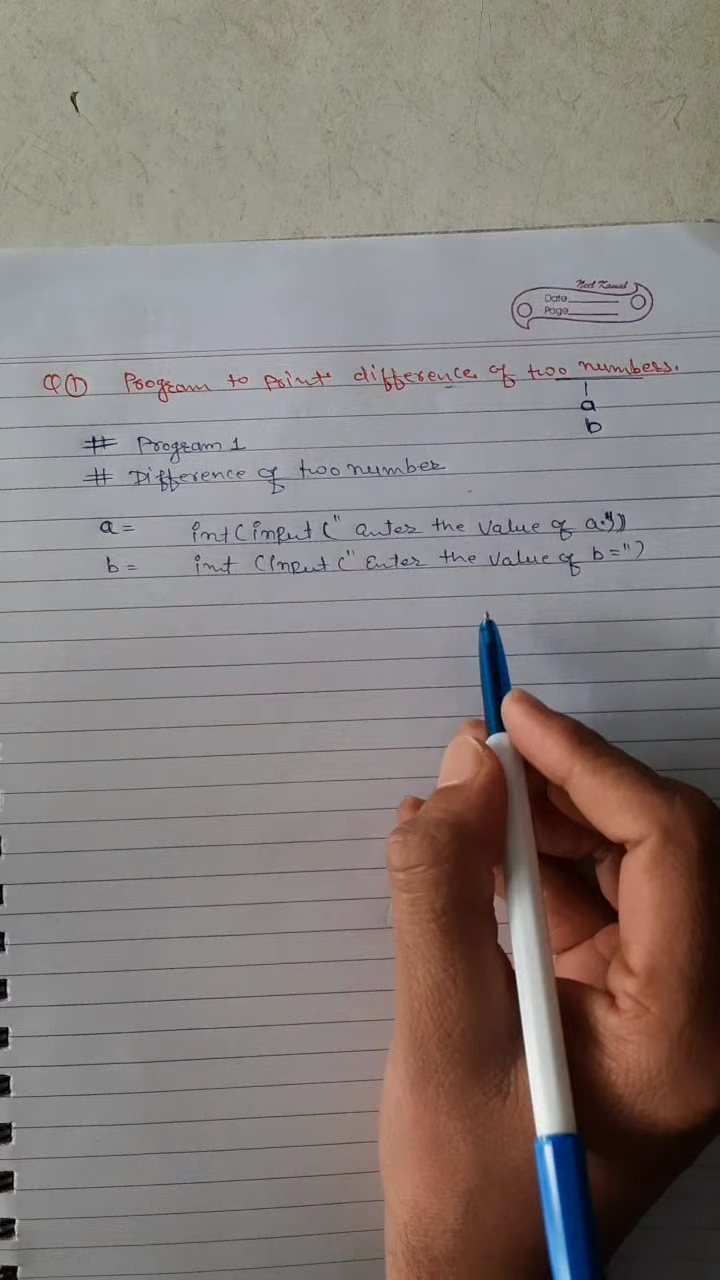 Neel Kamal
Date
Page
Q① Program to print difference of two numbers.
a
b
# Program 1
# Difference of two number
a = int(input(" enter the value of a="))
b = int (input (" Enter the value of b=")